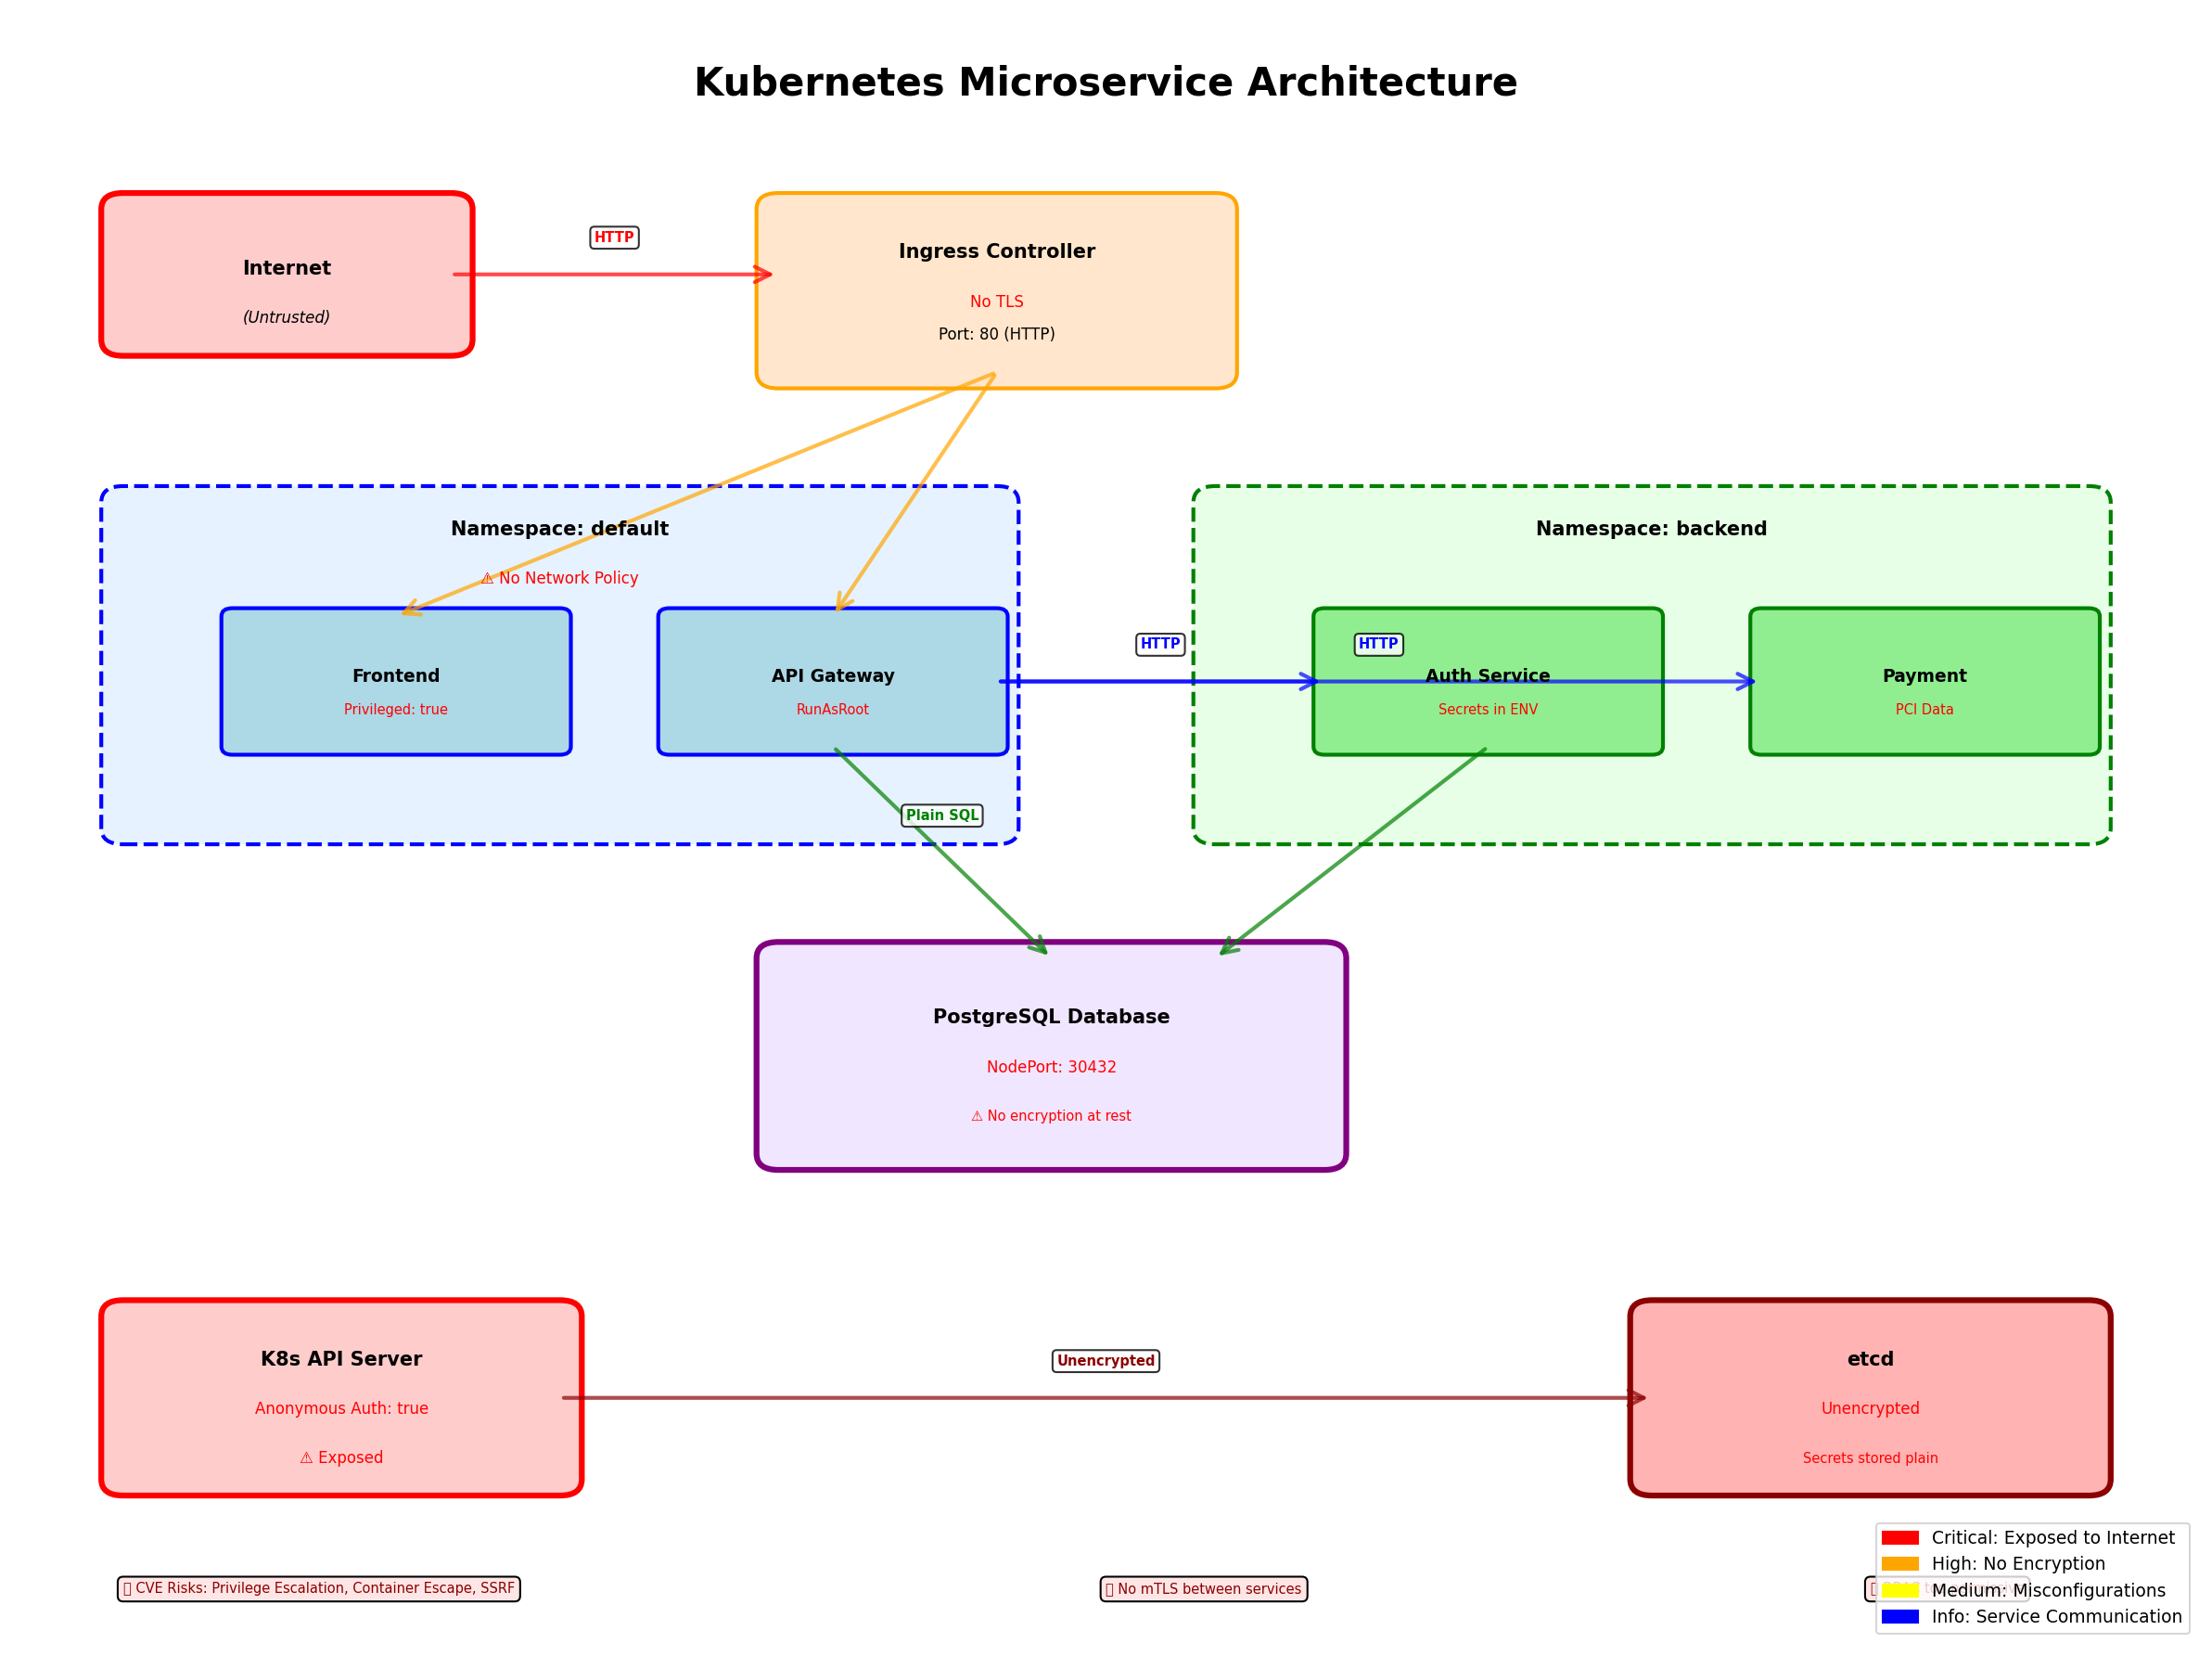 Kubernetes Microservice Architecture
Internet
(Untrusted)
HTTP
Ingress Controller
No TLS
Port: 80 (HTTP)
Namespace: default
⚠ No Network Policy
Frontend
Privileged: true
API Gateway
RunAsRoot
HTTP
Namespace: backend
HTTP
Auth Service
Secrets in ENV
Payment
PCI Data
Plain SQL
PostgreSQL Database
NodePort: 30432
⚠ No encryption at rest
K8s API Server
Anonymous Auth: true
⚠ Exposed
Unencrypted
etcd
Unencrypted
Secrets stored plain
CVE Risks: Privilege Escalation, Container Escape, SSRF
No mTLS between services
Critical: Exposed to Internet
High: No Encryption
Medium: Misconfigurations
Info: Service Communication